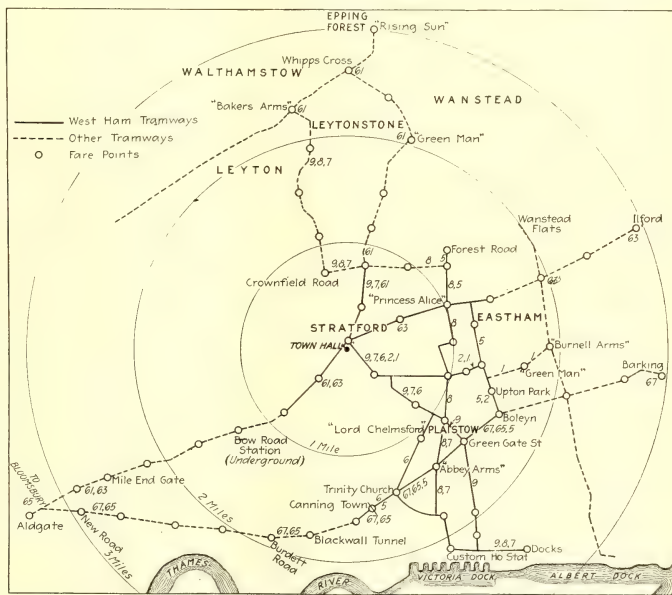 EPPING
FOREST
"Rising Sun"
Whipps Cross
61
WALTHAMSTOW
WANSTEAD
"Bakers Arms"
61
West Ham Tramways
Other Tramways
Fare Points
LEYTONSTONE
61
"Green Man"
9,8,7
LEYTON
Wanstead
Flats
Ilford
63
61
Forest Road
9,8,7
8
5
Crownfield Road
9,7,61
8,5
"Princess Alice"
STRATFORD
63
EASTHAM
TOWN HALL
8
5
"Burnell Arms"
9,7,6,2,1
2,1
1
1
"Green Man"
Barking
67
61,63
9,7,6
5,2
Upton Park
8
Boleyn
"Lord Chelmsford"
9
PLAISTOW
67,65,5
Bow Road
Station
(Underground)
1 Mile
8,7
Green Gate St
6
"Abbey Arms"
TO
BLOOMSBURY
Mile End Gate
61,63
2 Miles
Trinity Church
67,65,5
8,7
9
65
67,65
Canning Town
6
5
67,65
Aldgate
New Road
67,65
Blackwall Tunnel
3 Miles
Burdett
Road
9,8,7
Custom Ho Stat
Docks
THAMES
RIVER
VICTORIA DOCK
ALBERT DOCK